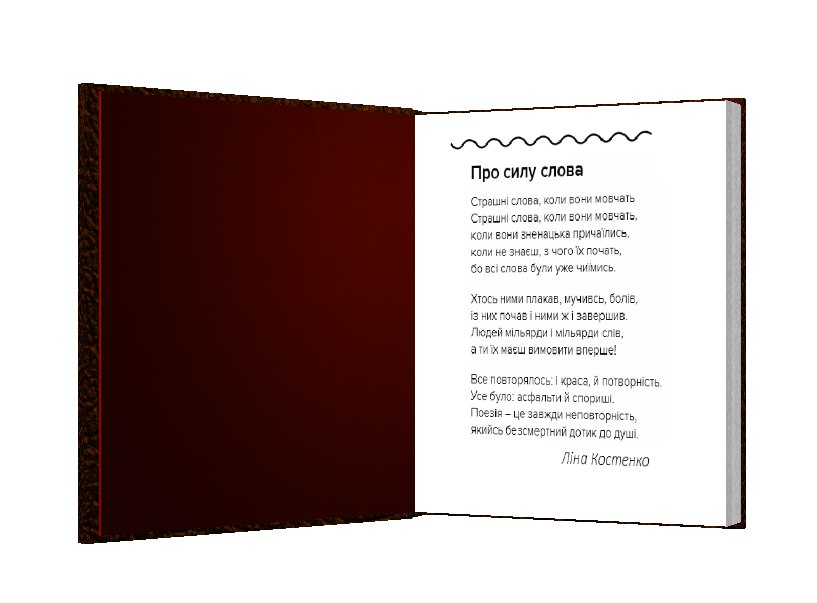 Про силу слова
Страшні слова, коли вони мовчать
Страшні слова, коли вони мовчать,
коли вони зненацька причаїлись,
коли не знаєш, з чого їх почать,
бо всі слова були уже чиїмись.
Хтось ними плакав, мучивсь, болів,
із них почав і ними ж і завершив.
Людей мільярди і мільярди слів,
а ти їх маєш вимовити вперше!
Все повторялось: і краса, й потворність.
Усе було: асфальти й спориші.
Поезія – це завжди неповторність,
якийсь безсмертний дотик до душі.
Ліна Костенко